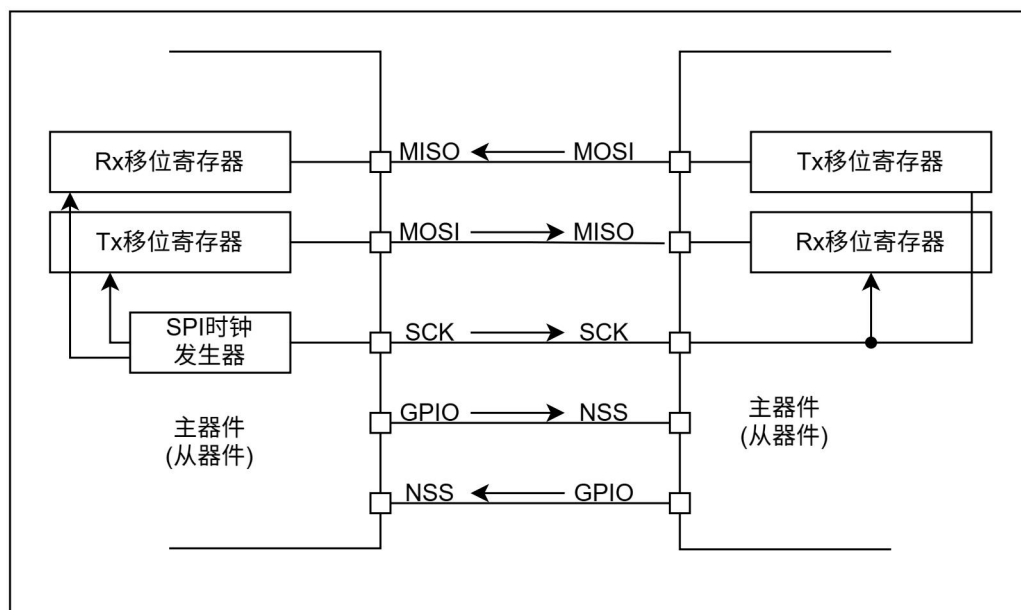 Rx移位寄存器
MISO
MOSI
Tx移位寄存器
Tx移位寄存器
MOSI
MISO
Rx移位寄存器
SPI时钟
发生器
SCK
SCK
GPIO
NSS
主器件
(从器件)
主器件
(从器件)
NSS
GPIO